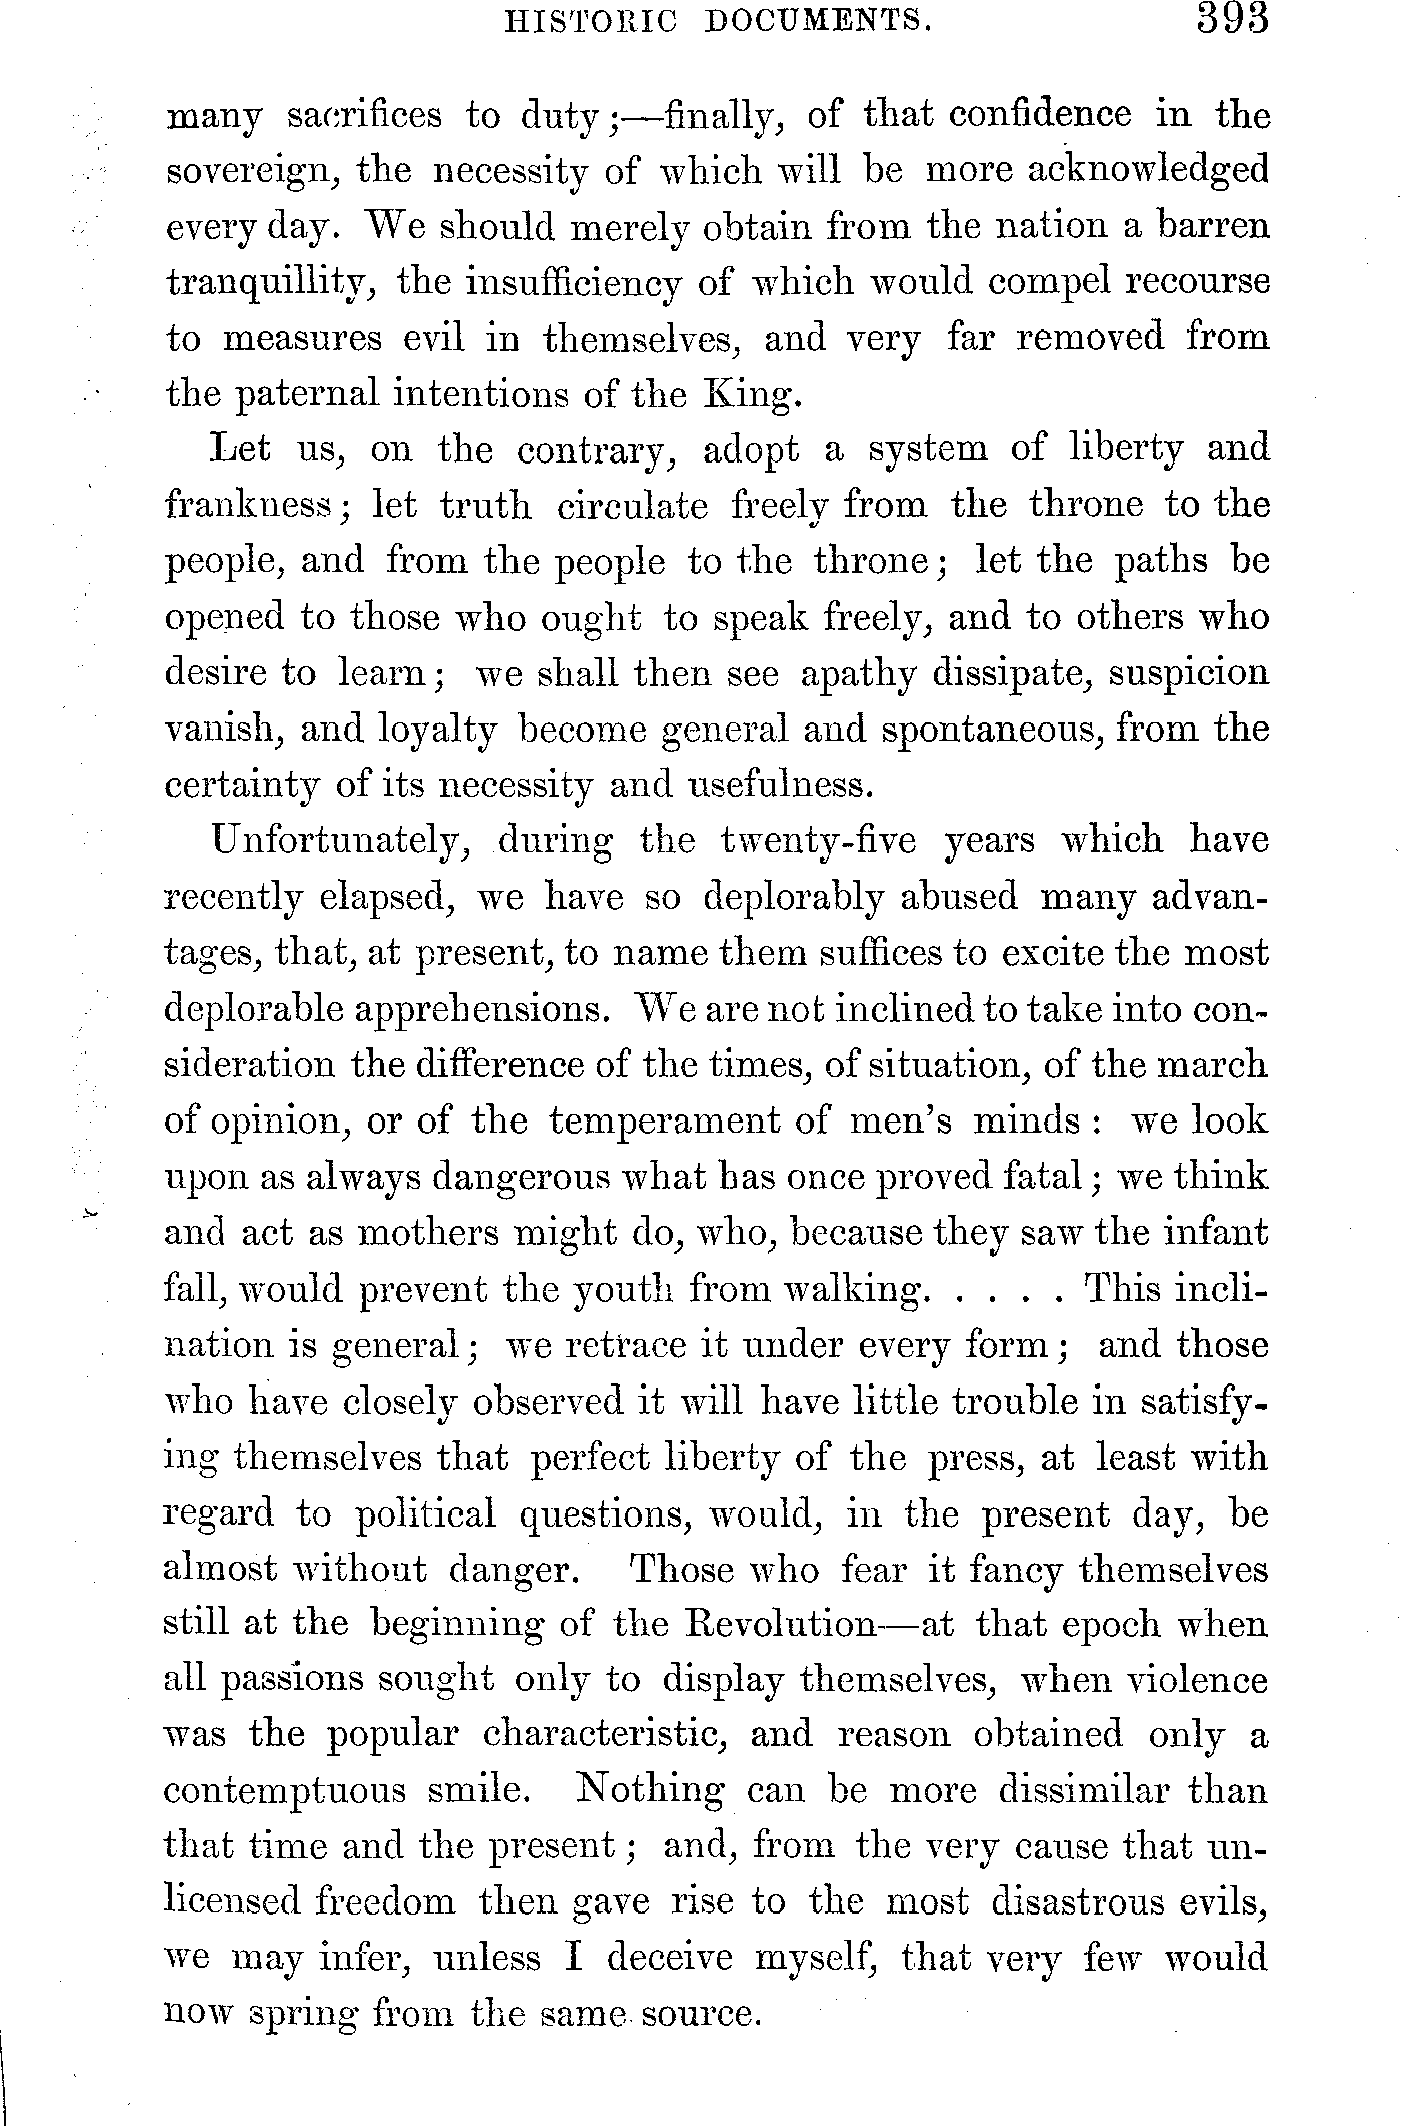 HISTORIC DOCUMENTS. 393
many sacrifices to duty;—finally, of that confidence in the
sovereign, the necessity of which will be more acknowledged
every day. We should merely obtain from the nation a barren
tranquillity, the insufficiency of which would compel recourse
to measures evil in themselves, and very far removed from
the paternal intentions of the King.
Let us, on the contrary, adopt a system of liberty and
frankness; let truth circulate freely from the throne to the
people, and from the people to the throne; let the paths be
opened to those who ought to speak freely, and to others who
desire to learn; we shall then see apathy dissipate, suspicion
vanish, and loyalty become general and spontaneous, from the
certainty of its necessity and usefulness.
Unfortunately, during the twenty-five years which have
recently elapsed, we have so deplorably abused many advan-
tages, that, at present, to name them suffices to excite the most
deplorable apprehensions. We are not inclined to take into con-
sideration the difference of the times, of situation, of the march
of opinion, or of the temperament of men's minds: we look
upon as always dangerous what has once proved fatal; we think
and act as mothers might do, who, because they saw the infant
fall, would prevent the youth from walking. . . . . This incli-
nation is general; we retrace it under every form; and those
who have closely observed it will have little trouble in satisfy-
ing themselves that perfect liberty of the press, at least with
regard to political questions, would, in the present day, be
almost without danger. Those who fear it fancy themselves
still at the beginning of the Revolution—at that epoch when
all passions sought only to display themselves, when violence
was the popular characteristic, and reason obtained only a
contemptuous smile. Nothing can be more dissimilar than
that time and the present; and, from the very cause that un-
licensed freedom then gave rise to the most disastrous evils,
we may infer, unless I deceive myself, that very few would
now spring from the same source.